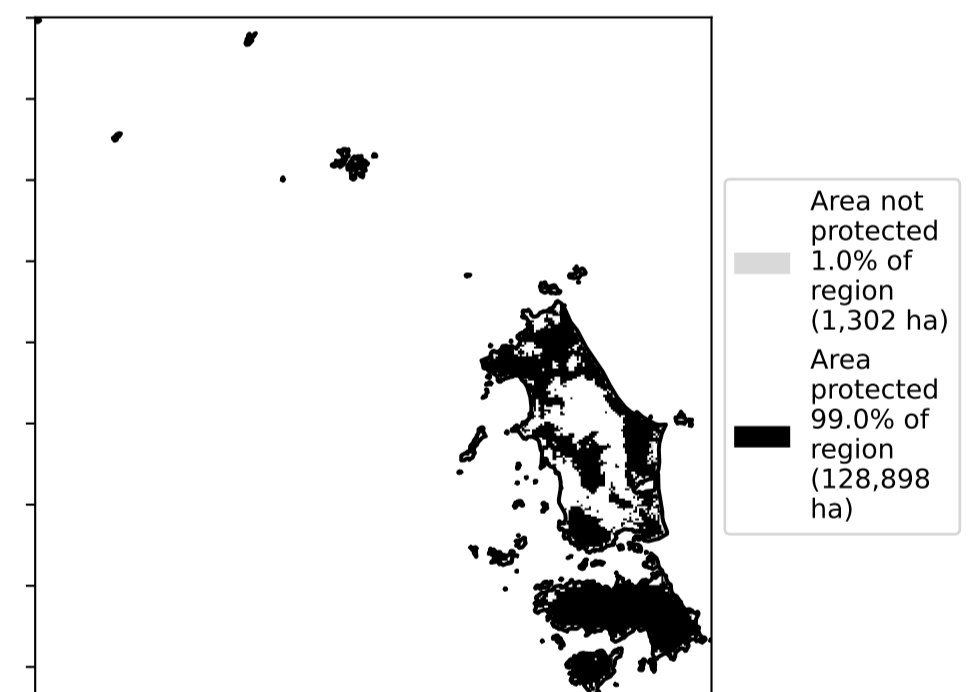 Area not
protected
1.0% of
region
(1,302 ha)
Area
protected
99.0% of
region
(128,898
ha)